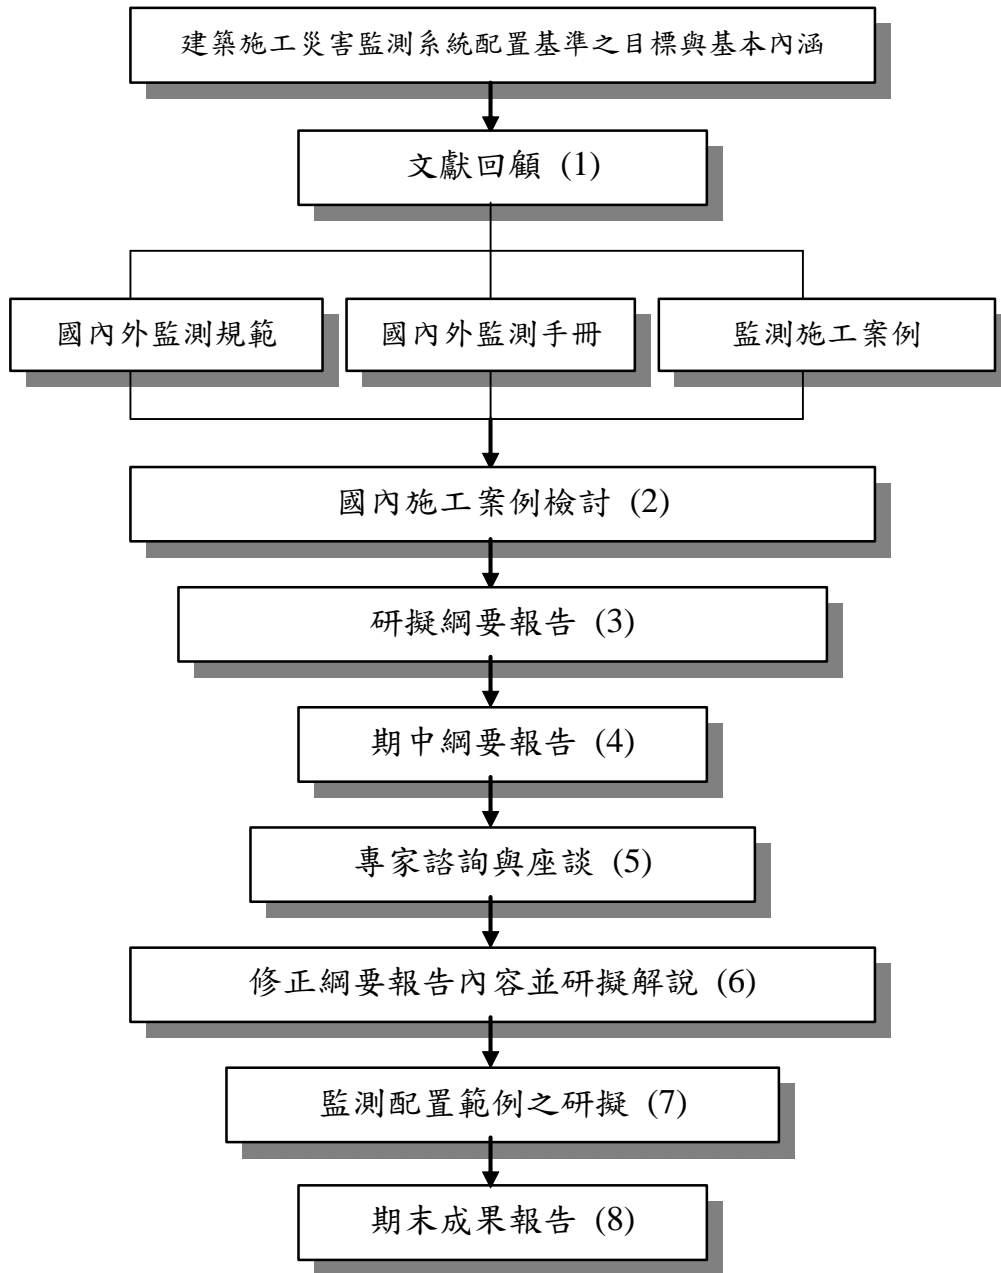 建築施工災害監測系統配置基準之目標與基本內涵
文獻回顧 (1)
國內外監測規範
國內外監測手冊
監測施工案例
國內施工案例檢討 (2)
研擬綱要報告 (3)
期中綱要報告 (4)
專家諮詢與座談 (5)
修正綱要報告內容並研擬解說 (6)
監測配置範例之研擬 (7)
期末成果報告 (8)